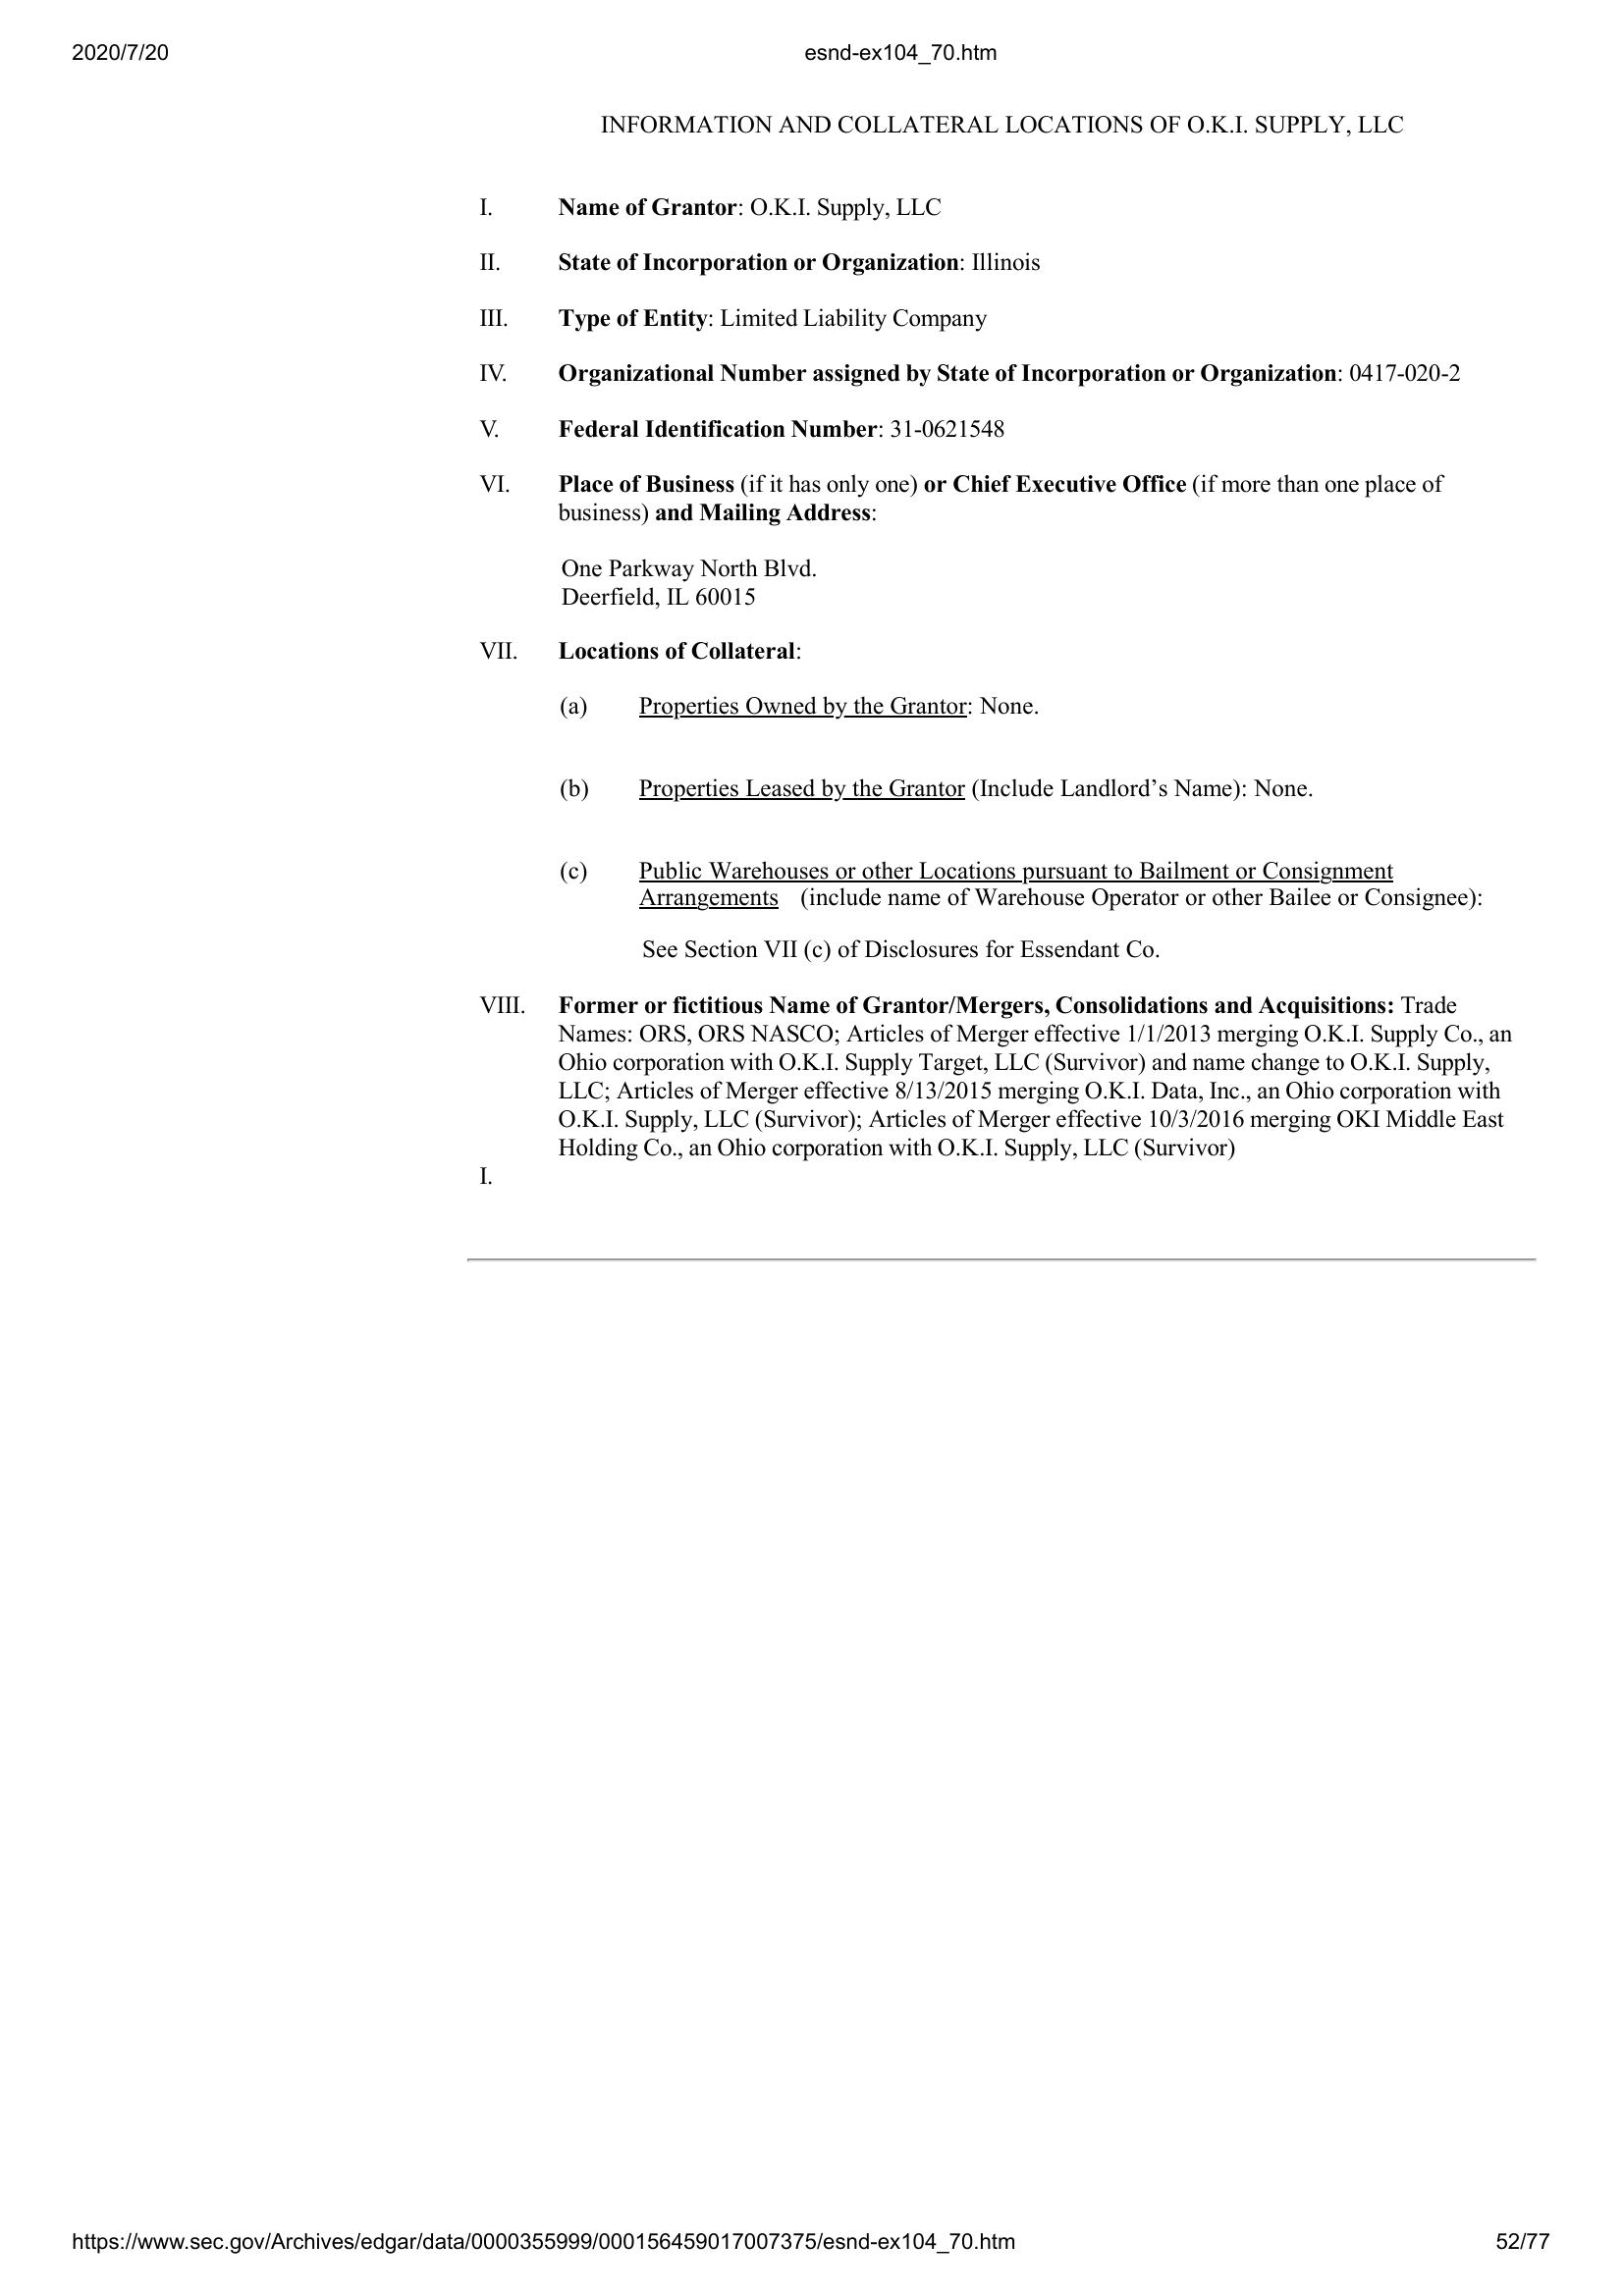 2020/7/20
esnd-ex104_70.htm
INFORMATION AND COLLATERAL LOCATIONS OF O.K.I. SUPPLY, LLC
I. Name of Grantor: O.K.I. Supply, LLC
II. State of Incorporation or Organization: Illinois
III. Type of Entity: Limited Liability Company
IV. Organizational Number assigned by State of Incorporation or Organization: 0417-020-2
V. Federal Identification Number: 31-0621548
VI. Place of Business (if it has only one) or Chief Executive Office (if more than one place of
business) and Mailing Address:
One Parkway North Blvd.
Deerfield, IL 60015
VII. Locations of Collateral:
(a) Properties Owned by the Grantor: None.
(b) Properties Leased by the Grantor (Include Landlord’s Name): None.
(c) Public Warehouses or other Locations pursuant to Bailment or Consignment
Arrangements (include name of Warehouse Operator or other Bailee or Consignee):
See Section VII (c) of Disclosures for Essendant Co.
VIII. Former or fictitious Name of Grantor/Mergers, Consolidations and Acquisitions: Trade
Names: ORS, ORS NASCO; Articles of Merger effective 1/1/2013 merging O.K.I. Supply Co., an
Ohio corporation with O.K.I. Supply Target, LLC (Survivor) and name change to O.K.I. Supply,
LLC; Articles of Merger effective 8/13/2015 merging O.K.I. Data, Inc., an Ohio corporation with
O.K.I. Supply, LLC (Survivor); Articles of Merger effective 10/3/2016 merging OKI Middle East
Holding Co., an Ohio corporation with O.K.I. Supply, LLC (Survivor)
I.
https://www.sec.gov/Archives/edgar/data/0000355999/000156459017007375/esnd-ex104_70.htm
52/77